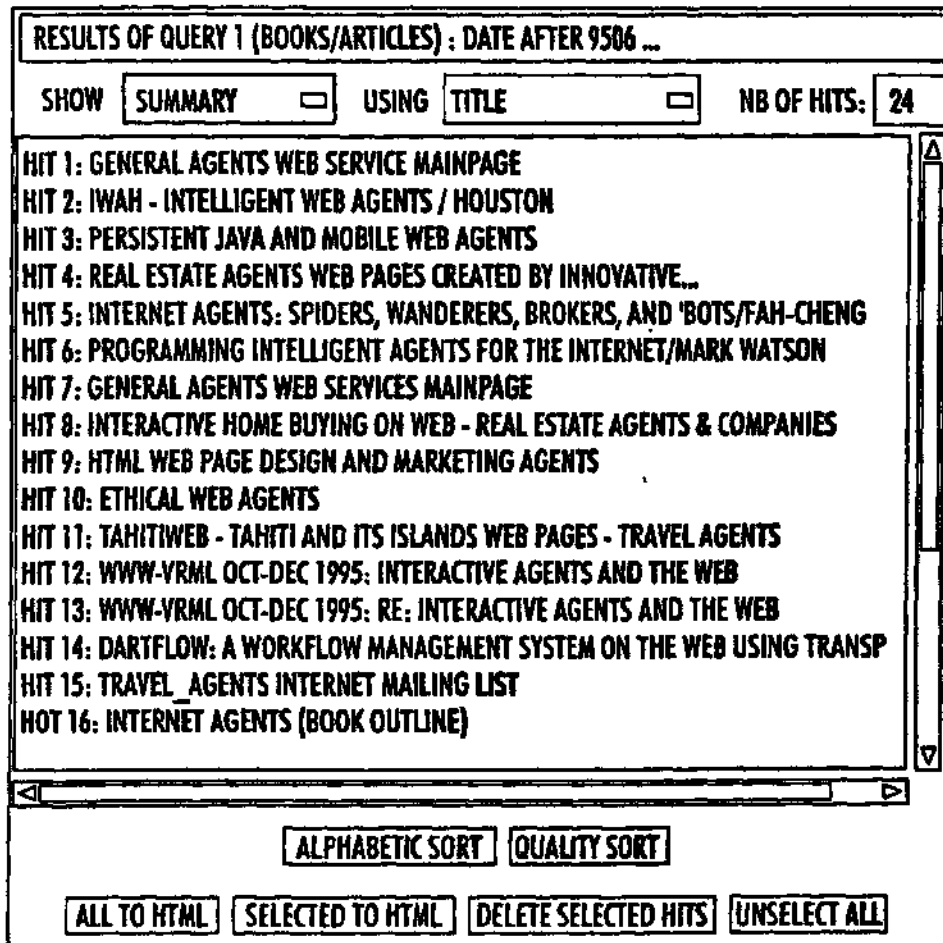 RESULTS OF QUERY 1 (BOOKS/ARTICLES) : DATE AFTER 9506 ...
SHOW SUMMARY USING TITLE NB OF HITS: 24
HIT 1: GENERAL AGENTS WEB SERVICE MAINPAGE
HIT 2: IWAH - INTELLIGENT WEB AGENTS / HOUSTON
HIT 3: PERSISTENT JAVA AND MOBILE WEB AGENTS
HIT 4: REAL ESTATE AGENTS WEB PAGES CREATED BY INNOVATIVE...
HIT 5: INTERNET AGENTS: SPIDERS, WANDERERS, BROKERS, AND 'BOTS/FAH-CHENG
HIT 6: PROGRAMMING INTELLIGENT AGENTS FOR THE INTERNET/MARK WATSON
HIT 7: GENERAL AGENTS WEB SERVICES MAINPAGE
HIT 8: INTERACTIVE HOME BUYING ON WEB - REAL ESTATE AGENTS & COMPANIES
HIT 9: HTML WEB PAGE DESIGN AND MARKETING AGENTS
HIT 10: ETHICAL WEB AGENTS
HIT 11: TAHITIWEB - TAHITI AND ITS ISLANDS WEB PAGES - TRAVEL AGENTS
HIT 12: WWW-VRML OCT-DEC 1995: INTERACTIVE AGENTS AND THE WEB
HIT 13: WWW-VRML OCT-DEC 1995: RE: INTERACTIVE AGENTS AND THE WEB
HIT 14: DARTFLOW: A WORKFLOW MANAGEMENT SYSTEM ON THE WEB USING TRANSP
HIT 15: TRAVEL_AGENTS INTERNET MAILING LIST
HOT 16: INTERNET AGENTS (BOOK OUTLINE)
ALPHABETIC SORT QUALITY SORT
ALL TO HTML SELECTED TO HTML DELETE SELECTED HITS UNSELECT ALL